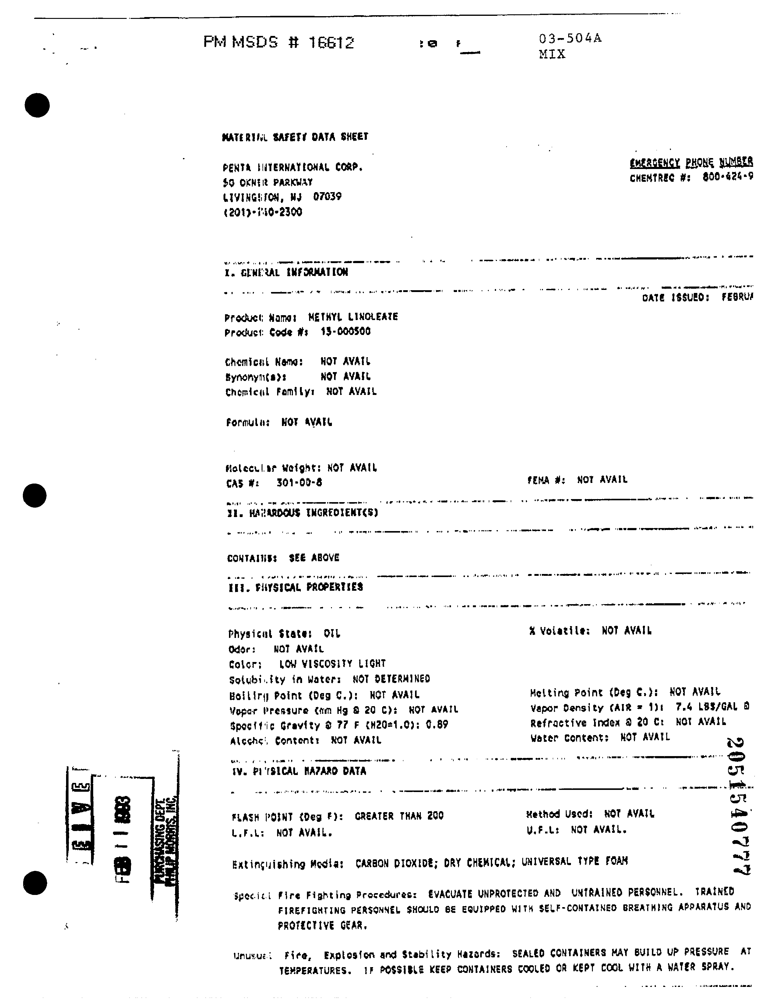 PM MSDS # 16612
03-504A
MIX
MATERIAL SAFETY DATA SHEET
EMERGENCY PHONE NUMBER
PENTA INTERNATIONAL CORP.
CHEMTREC #: 800-424-9
50 OKNER PARKWAY
LIVINGSTON, NJ 07039
-2300
I. GENERAL INFORMATION
DATE ISSUED: FEBRUA
Product Name: METHYL LINOLEATE
Product Code #: 13-000500
Chemical Name: NOT AVAIL
Synonym(s): NOT AVAIL
Chemical Family: NOT AVAIL
Formula: NOT AVAIL
Molecular Weight: NOT AVAIL
CAS #: 301-00-8
FEMA #: NOT AVAIL
II. HAZARDOUS INGREDIENT(S)
CONTAINS: SEE ABOVE
III. PHYSICAL PROPERTIES
Physical State: OIL
% Volatile: NOT AVAIL
Odor: NOT AVAIL
Color: LOW VISCOSITY LIGHT
Solubility in Water: NOT DETERMINED
Boiling Point (Deg C.): NOT AVAIL
Melting Point (Deg C.): NOT AVAIL
Vapor Pressure (mm Hg @ 20 C): NOT AVAIL
Vapor Density (AIR = 1): 7.4 LBS/GAL @
Specific Gravity @ 77 F (H2O=1.0): 0.89
Refractive Index @ 20 C: NOT AVAIL
Alcohol Content: NOT AVAIL
Water Content: NOT AVAIL
IV. PHYSICAL HAZARD DATA
FLASH POINT (Deg F): GREATER THAN 200
Method Used: NOT AVAIL
L.F.L: NOT AVAIL.
U.F.L: NOT AVAIL.
Extinguishing Media: CARBON DIOXIDE; DRY CHEMICAL; UNIVERSAL TYPE FOAM
Special Fire Fighting Procedures: EVACUATE UNPROTECTED AND UNTRAINED PERSONNEL. TRAINED
FIREFIGHTING PERSONNEL SHOULD BE EQUIPPED WITH SELF-CONTAINED BREATHING APPARATUS AND
PROTECTIVE GEAR.
Unusual Fire, Explosion and Stability Hazards: SEALED CONTAINERS MAY BUILD UP PRESSURE AT
TEMPERATURES. IF POSSIBLE KEEP CONTAINERS COOLED OR KEPT COOL WITH A WATER SPRAY.
EIVE
FEB 11 1993
PURCHASING DEPT.
PHILIP MORRIS, INC.
2051540777